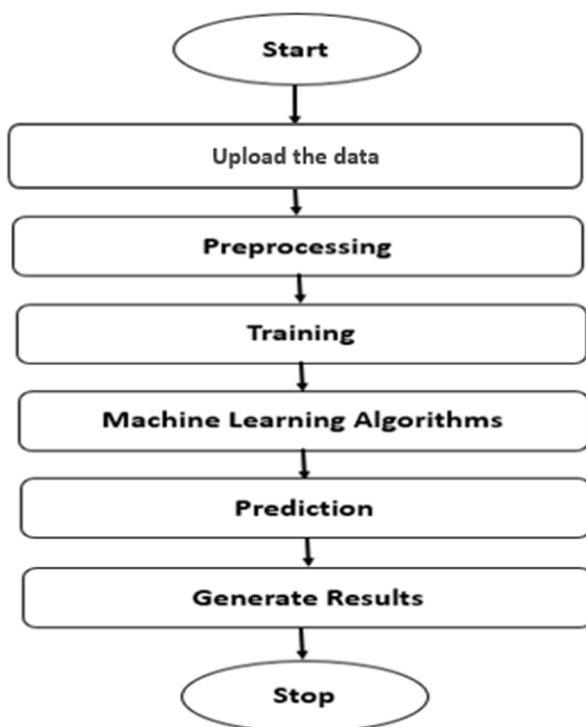 Start
Upload the data
Preprocessing
Training
Machine Learning Algorithms
Prediction
Generate Results
Stop